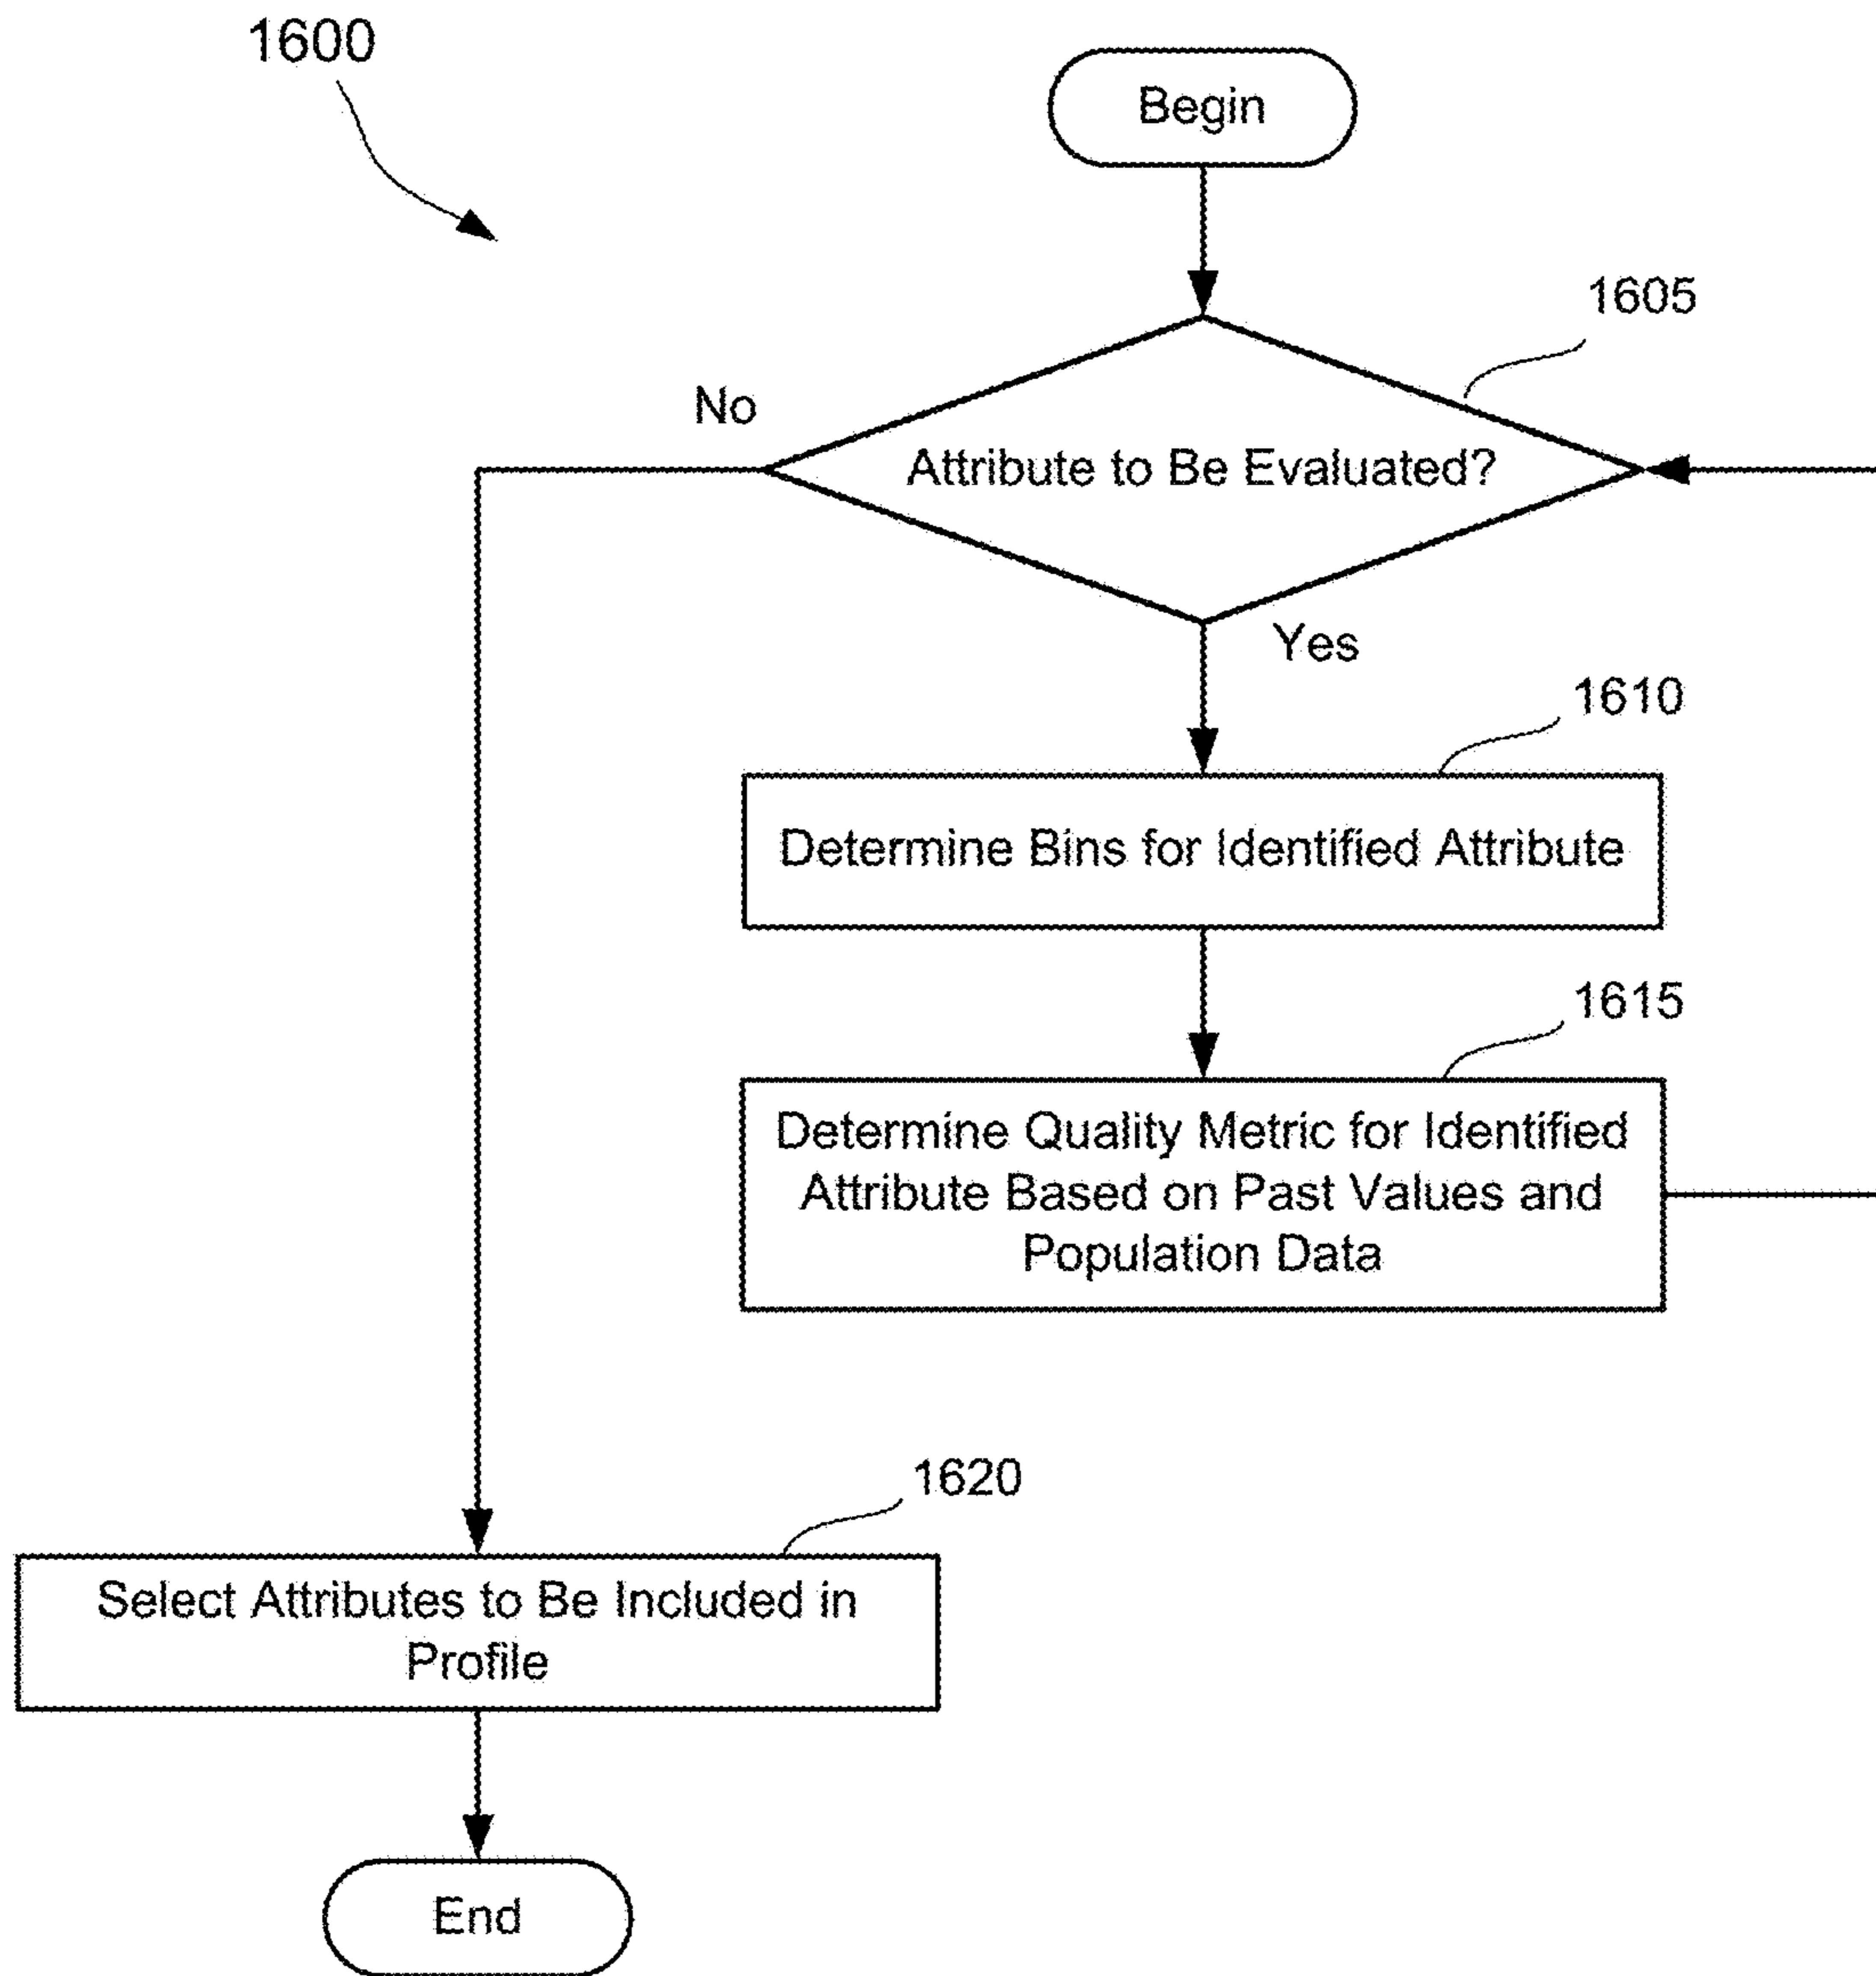 1600
Begin
1605
No
Attribute to Be Evaluated?
Yes
1610
Determine Bins for Identified Attribute
1615
Determine Quality Metric for Identified
Attribute Based on Past Values and
Population Data
1620
Select Attributes to Be Included in
Profile
End